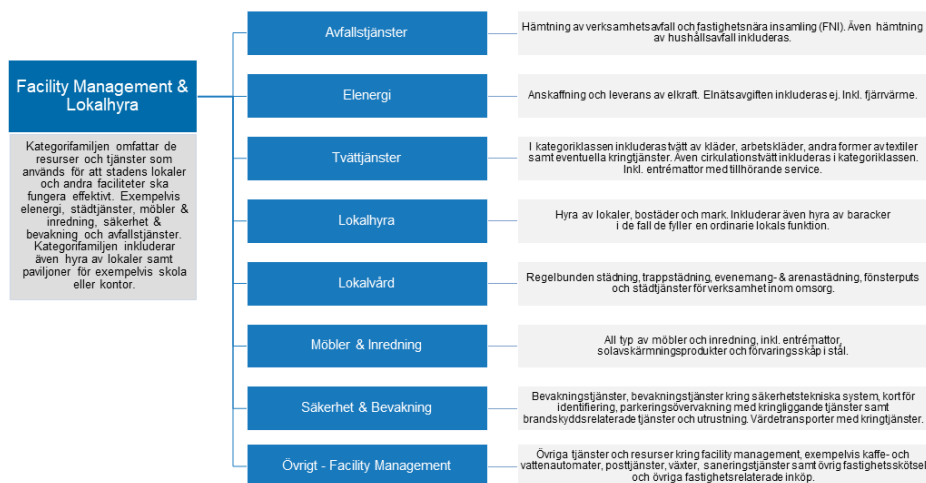 Avfallstjänster
Hämtning av verksamhetsavfall och fastighetsnära insamling (FNI). Även hämtning
av hushållsavfall inkluderas.
Facility Management &
Lokalhyra
Kategorifamiljen omfattar de
resurser och tjänster som
används för att stadens lokaler
och andra faciliteter ska
fungera effektivt. Exempelvis
elenergi, städtjänster, möbler &
inredning, säkerhet &
bevakning och avfallstjänster.
Kategorifamiljen inkluderar
även hyra av lokaler samt
paviljoner för exempelvis skola
eller kontor.
Elenergi
Anskaffning och leverans av elkraft. Elnätsavgiften inkluderas ej. Inkl. fjärrvärme.
Tvättjänster
I kategoriklassen inkluderas tvätt av kläder, arbetskläder, andra former av textiler
samt eventuella kringtjänster. Även cirkulationstvätt inkluderas i kategoriklassen.
Inkl. entrémattor med tillhörande service.
Lokalhyra
Hyra av lokaler, bostäder och mark. Inkluderar även hyra av baracker
i de fall de fyller en ordinarie lokals funktion.
Lokalvård
Regelbunden städning, trappstädning, evenemang- & arenastädning, fönsterputs
och städtjänster för verksamhet inom omsorg.
Möbler & Inredning
All typ av möbler och inredning, inkl. entrémattor,
solavskärmningsprodukter och förvaringsskåp i stål.
Säkerhet & Bevakning
Bevakningstjänster, bevakningstjänster kring säkerhetstekniska system, kort för
identifiering, parkeringsövervakning med kringliggande tjänster samt
brandskyddsrelaterade tjänster och utrustning. Värdetransporter med kringtjänster.
Övrigt - Facility Management
Övriga tjänster och resurser kring facility management, exempelvis kaffe- och
vattenautomater, posttjänster, växter, saneringstjänster samt övrig fastighetsskötsel
och övriga fastighetsrelaterade inköp.